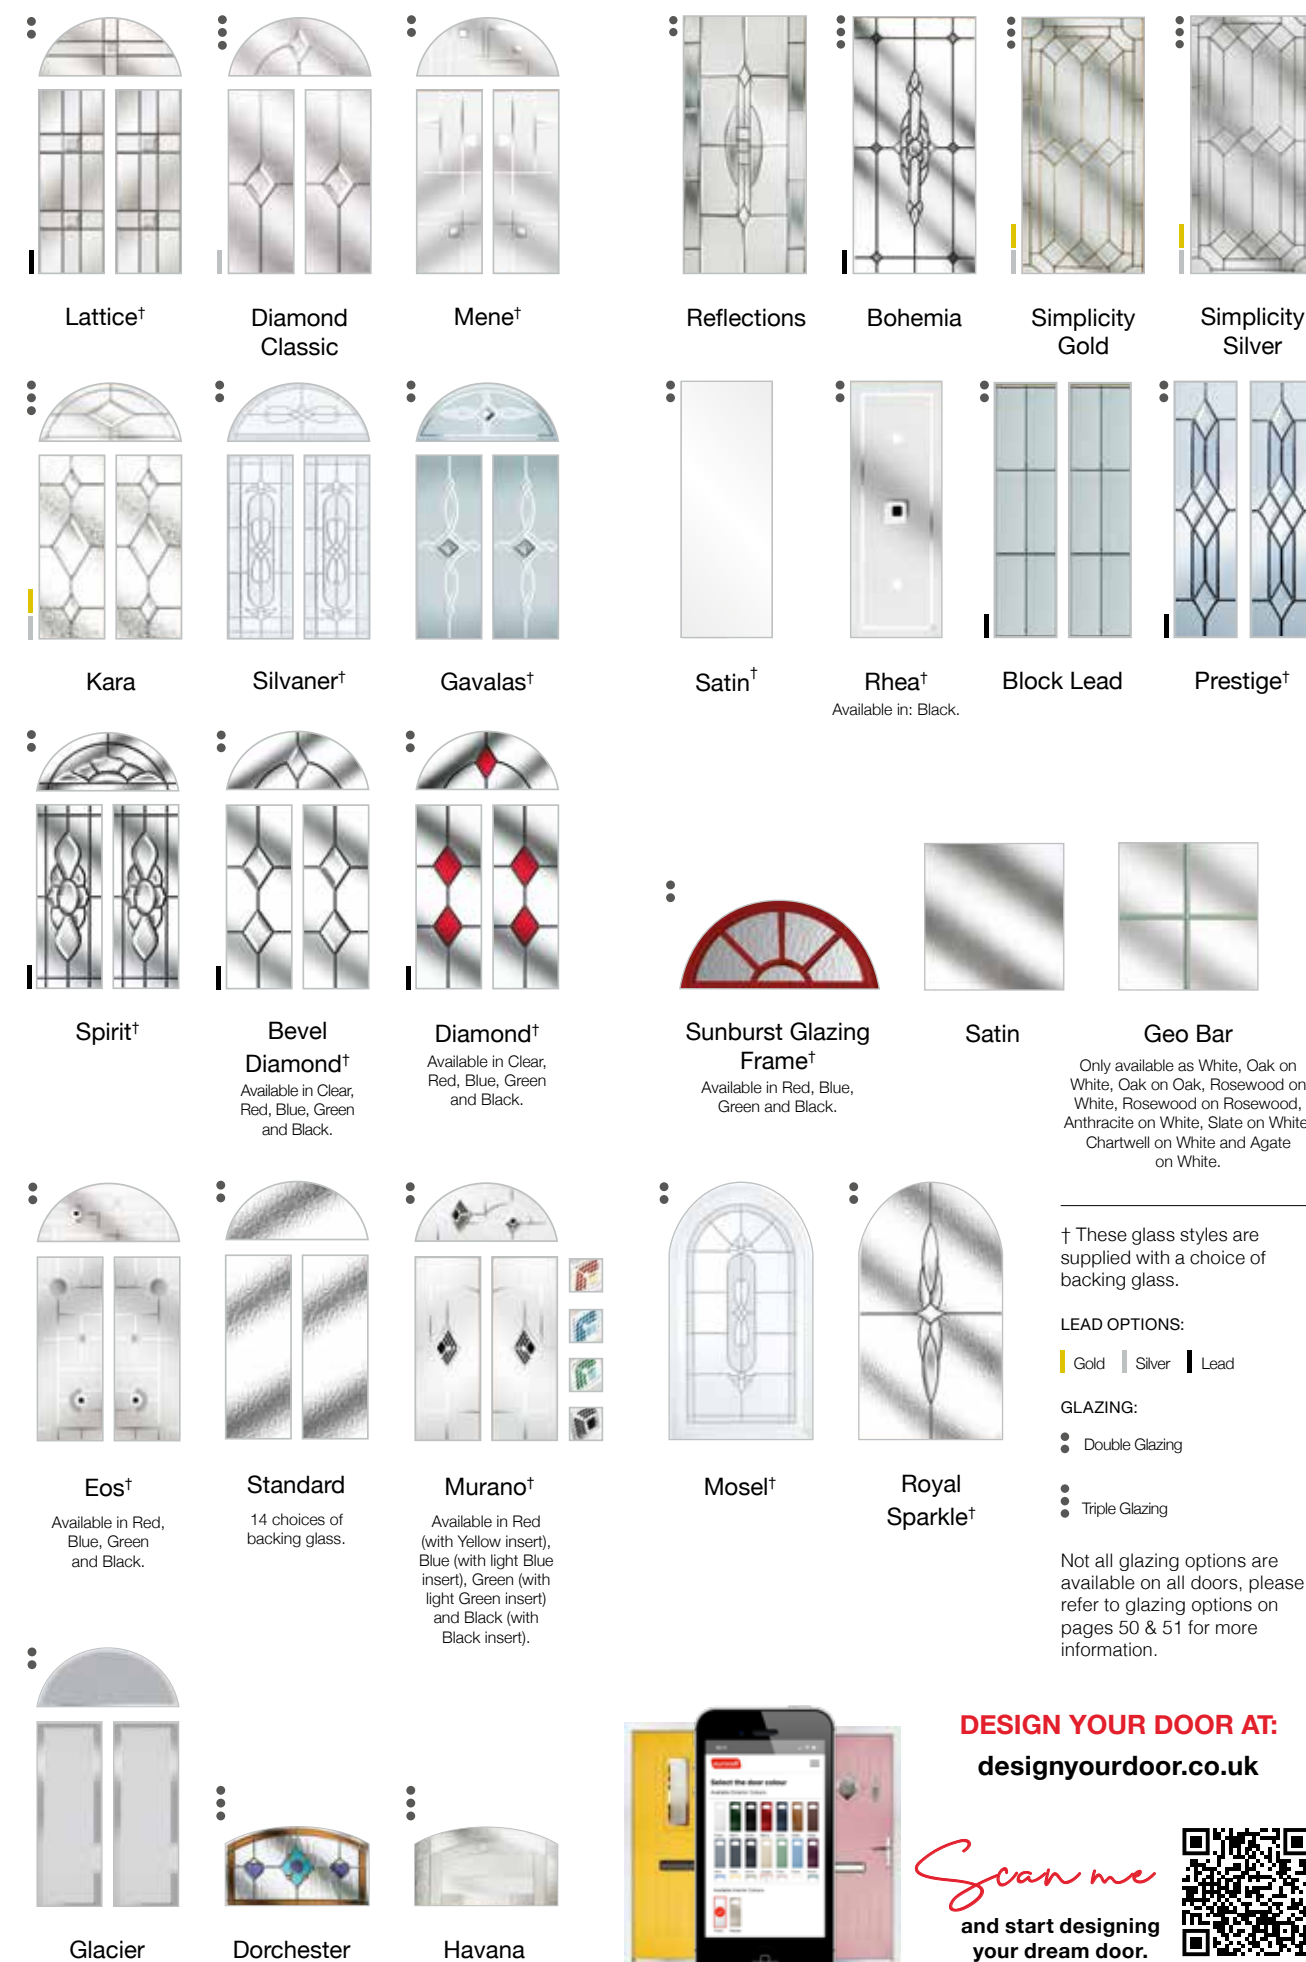 Lattice†
Diamond
Classic
Mene†
Reflections
Bohemia
Simplicity
Gold
Simplicity
Silver
Kara
Silvaner†
Gavalas†
Satin†
Rhea†
Available in: Black.
Block Lead
Prestige†
Spirit†
Bevel
Diamond†
Available in Clear,
Red, Blue, Green
and Black.
Diamond†
Available in Clear,
Red, Blue, Green
and Black.
Sunburst Glazing
Frame†
Available in Red, Blue,
Green and Black.
Satin
Geo Bar
Only available as White, Oak on
White, Oak on Oak, Rosewood on
White, Rosewood on Rosewood,
Anthracite on White, Slate on White
Chartwell on White and Agate
on White.
Eos†
Available in Red,
Blue, Green
and Black.
Standard
14 choices of
backing glass.
Murano†
Available in Red
(with Yellow insert),
Blue (with light Blue
insert), Green (with
light Green insert)
and Black (with
Black insert).
Mosel†
Royal
Sparkle†
† These glass styles are
supplied with a choice of
backing glass.
LEAD OPTIONS:
Gold Silver Lead
GLAZING:
Double Glazing
Triple Glazing
Not all glazing options are
available on all doors, please
refer to glazing options on
pages 50 & 51 for more
information.
Glacier
Dorchester
Havana
Select the door colour
DESIGN YOUR DOOR AT:
designyourdoor.co.uk
Scan me
and start designing
your dream door.